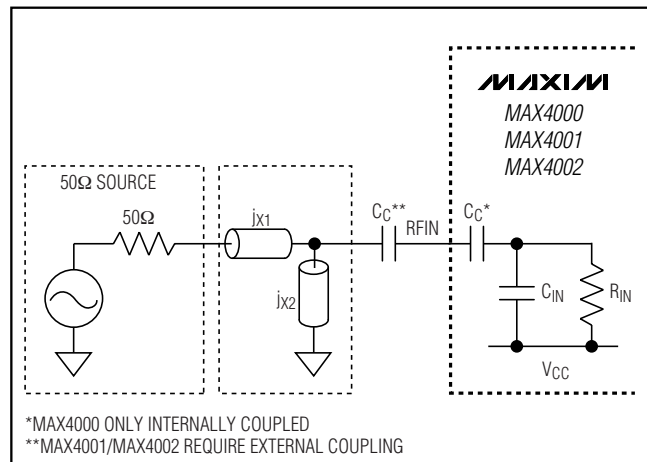 MAXIM
MAX4000
MAX4001
MAX4002
50Ω SOURCE
50Ω
jX1
jX2
CC**
RFIN
CC*
CIN
RIN
VCC
*MAX4000 ONLY INTERNALLY COUPLED
**MAX4001/MAX4002 REQUIRE EXTERNAL COUPLING